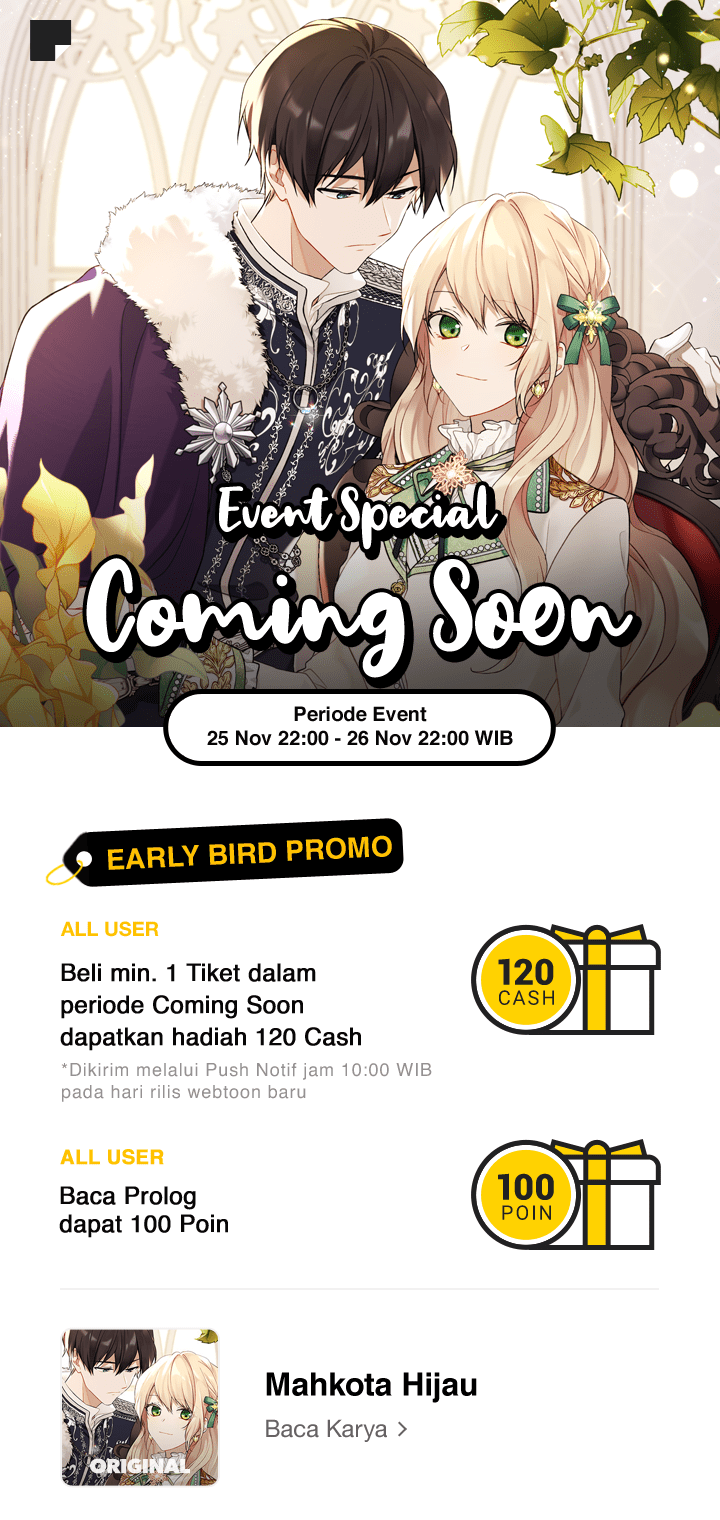 Event Special
Coming Soon
Periode Event
25 Nov 22:00 - 26 Nov 22:00 WIB
EARLY BIRD PROMO
ALL USER
Beli min. 1 Tiket dalam
periode Coming Soon
dapatkan hadiah 120 Cash
*Dikirim melalui Push Notif jam 10:00 WIB
pada hari rilis webtoon baru
120
CASH
ALL USER
Baca Prolog
dapat 100 Poin
100
POIN
ORIGINAL
Mahkota Hijau
Baca Karya >